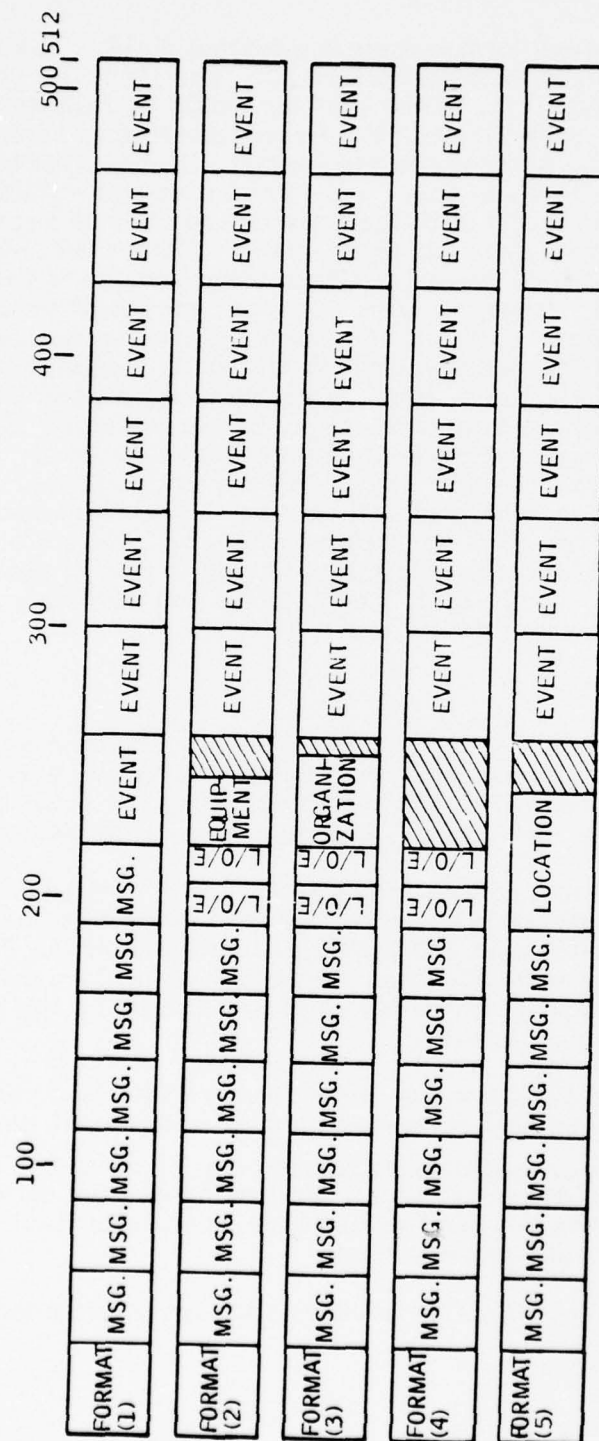 100 200 300 400 500 512
FORMAT (1) MSG. MSG. MSG. MSG. MSG. MSG MSG. EVENT EVENT EVENT EVENT EVENT EVENT EVENT
FORMAT (2) MSG. MSG. MSG. MSG. MSG. MSG. L/O/E L/O/E EQUIP-
MENT EVENT EVENT EVENT EVENT EVENT EVENT
FORMAT (3) MSG. MSG. MSG. MSG. MSG. MSG. L/O/E L/O/E ORGANI-
ZATION EVENT EVENT EVENT EVENT EVENT EVENT
FORMAT (4) MSG. MSG. MSG. MSG. MSG. MSG L/O/E L/O/E EVENT EVENT EVENT EVENT EVENT EVENT
FORMAT (5) MSG. MSG. MSG. MSG. MSG. MSG. LOCATION EVENT EVENT EVENT EVENT EVENT EVENT